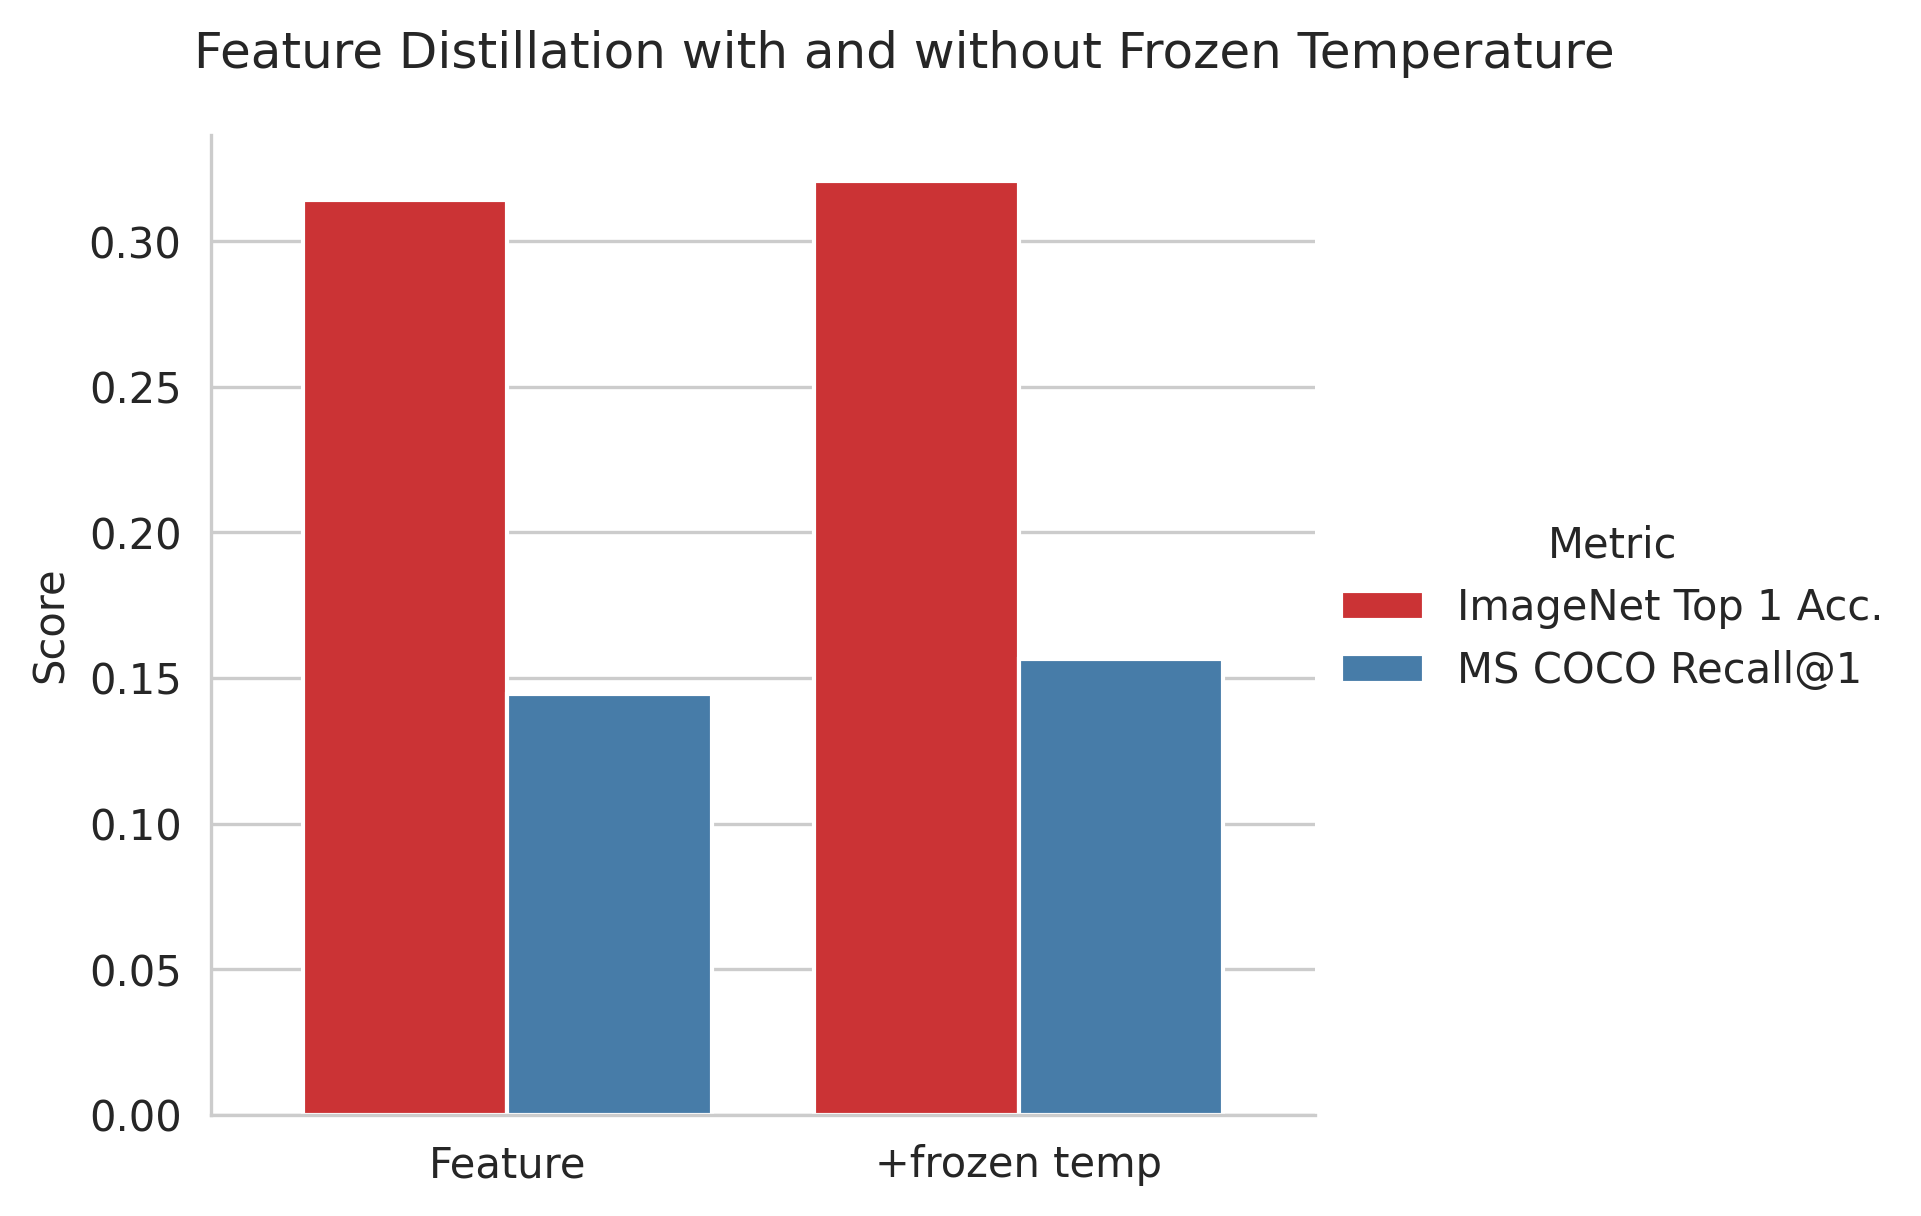 Feature Distillation with and without Frozen Temperature
0.30
0.25
0.20
0.15
0.10
0.05
0.00
Score
Feature
+frozen temp
Metric
ImageNet Top 1 Acc.
MS COCO Recall@1